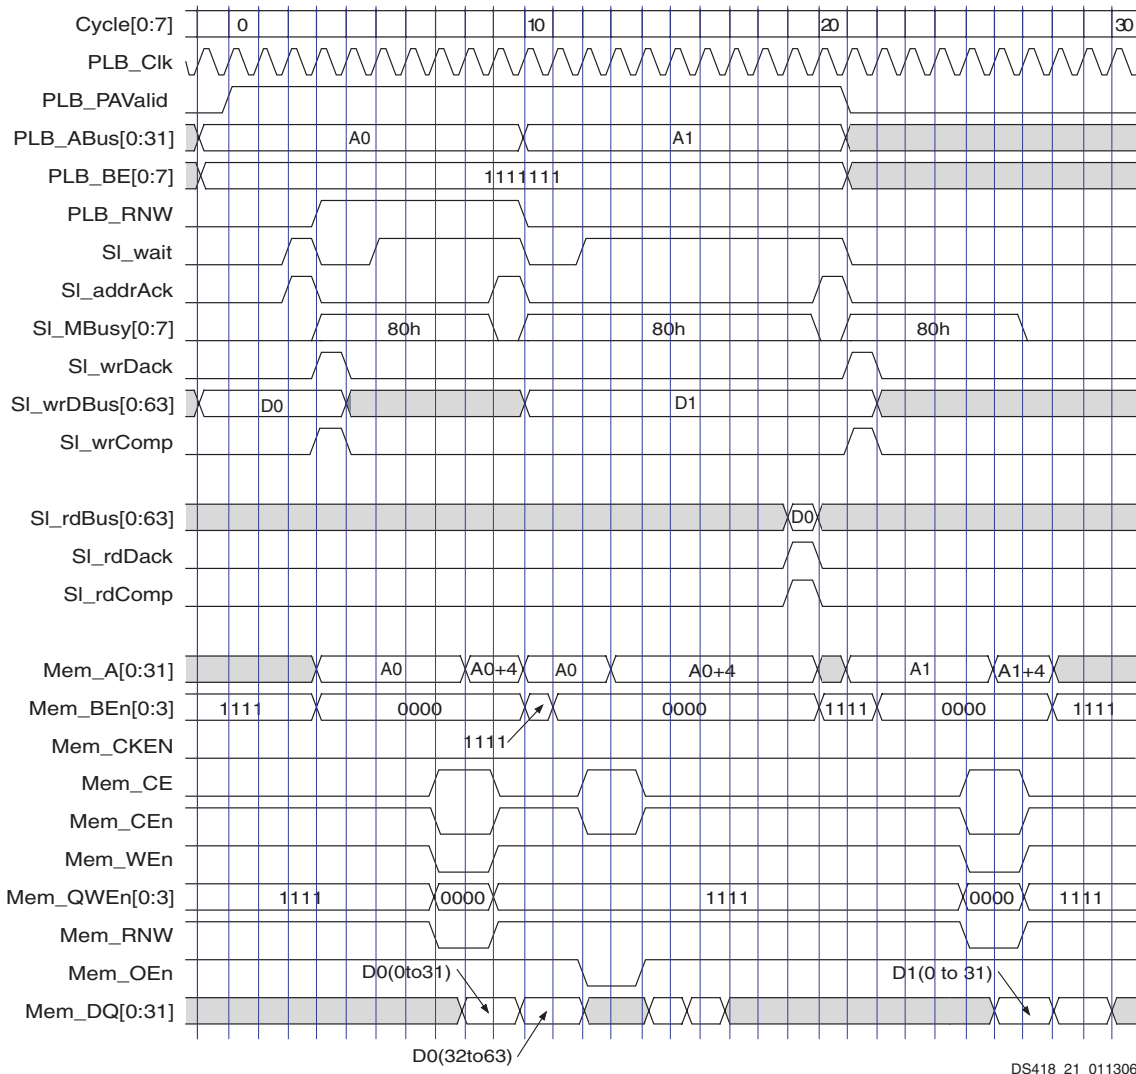 Cycle[0:7] 0 10 20 30
PLB_Clk
PLB_PAValid
PLB_ABus[0:31] A0 A1
PLB_BE[0:7] 1111111
PLB_RNW
Sl_wait
Sl_addrAck
Sl_MBusy[0:7] 80h 80h 80h
Sl_wrDack
Sl_wrDBus[0:63] D0 D1
Sl_wrComp
Sl_rdBus[0:63] D0
Sl_rdDack
Sl_rdComp
Mem_A[0:31] A0 A0+4 A0 A0+4 A1 A1+4
Mem_BEn[0:3] 1111 0000 0000 1111 0000 1111
1111
Mem_CKEN
Mem_CE
Mem_CEn
Mem_WEn
Mem_QWEn[0:3] 1111 0000 1111 0000 1111
Mem_RNW
Mem_OEn
D0(0to31) D1(0 to 31)
Mem_DQ[0:31]
D0(32to63)
DS418_21_011306